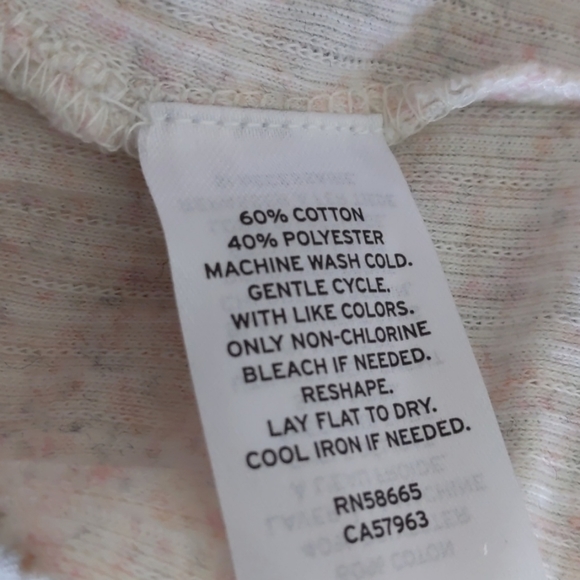 60% COTTON
40% POLYESTER
MACHINE WASH COLD.
GENTLE CYCLE.
WITH LIKE COLORS.
ONLY NON-CHLORINE
BLEACH IF NEEDED.
RESHAPE.
LAY FLAT TO DRY.
COOL IRON IF NEEDED.
RN58665
CA57963